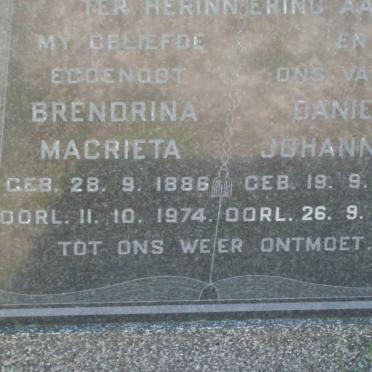 TER HERINNERING AA
MY GELIEFDE EN
EGGENOOT ONS VA
BRENDRINA DANIE
MAGRIETA JOHANN
GEB. 28. 9. 1886 GEB. 19. 9.
OORL. 11. 10. 1974. OORL. 26. 9.
TOT ONS WEER ONTMOET.